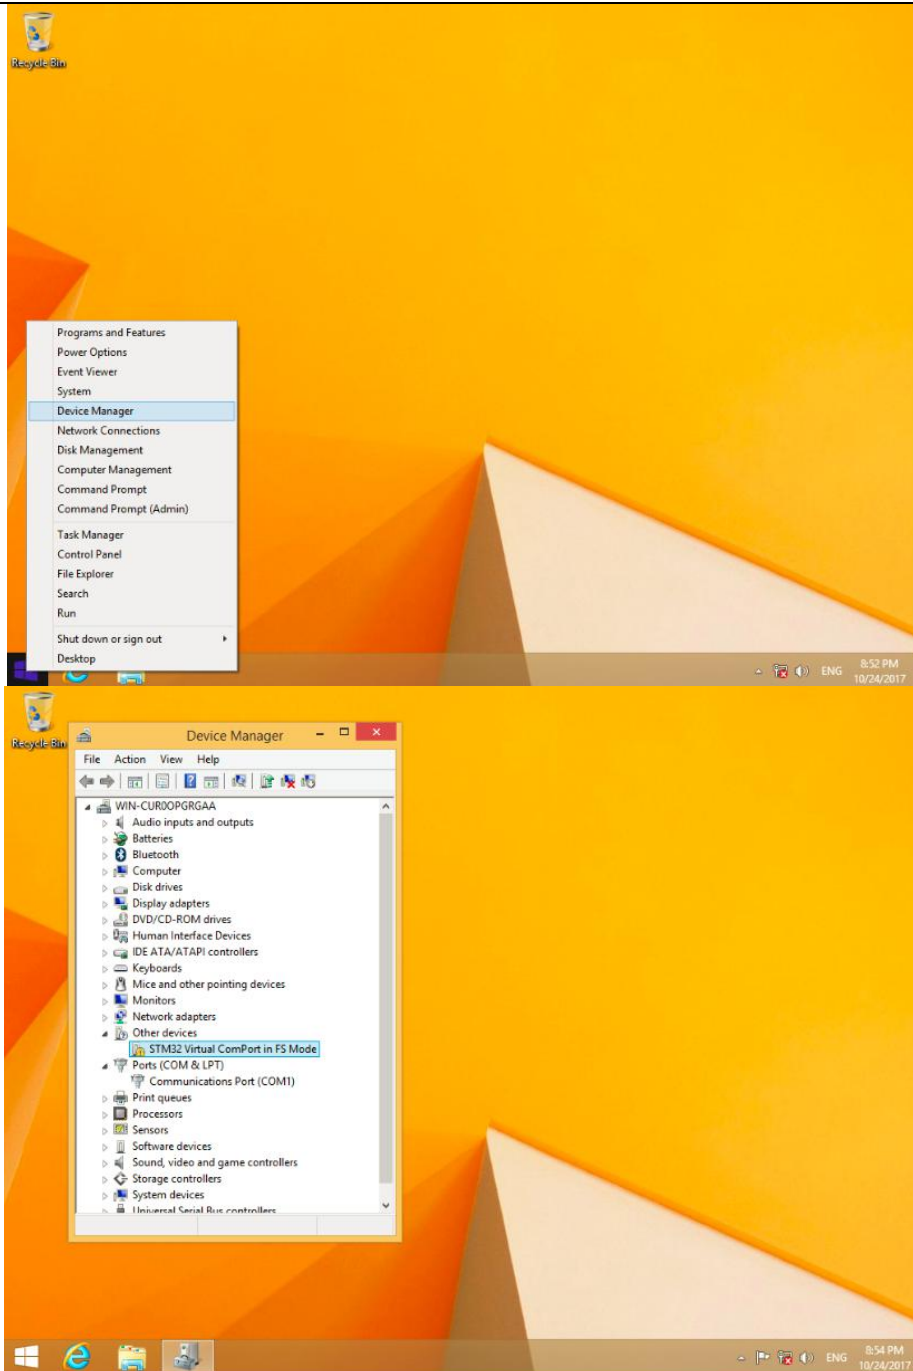 Recycle Bin
Programs and Features
Power Options
Event Viewer
System
Device Manager
Network Connections
Disk Management
Computer Management
Command Prompt
Command Prompt (Admin)
Task Manager
Control Panel
File Explorer
Search
Run
Shut down or sign out
Desktop
ENG
8:52 PM
10/24/2017
Recycle Bin
Device Manager
File Action View Help
WIN-CUR0OPGRGAA
Audio inputs and outputs
Batteries
Bluetooth
Computer
Disk drives
Display adapters
DVD/CD-ROM drives
Human Interface Devices
IDE ATA/ATAPI controllers
Keyboards
Mice and other pointing devices
Monitors
Network adapters
Other devices
STM32 Virtual ComPort in FS Mode
Ports (COM & LPT)
Communications Port (COM1)
Print queues
Processors
Sensors
Software devices
Sound, video and game controllers
Storage controllers
System devices
Universal Serial Bus controllers
ENG
8:54 PM
10/24/2017